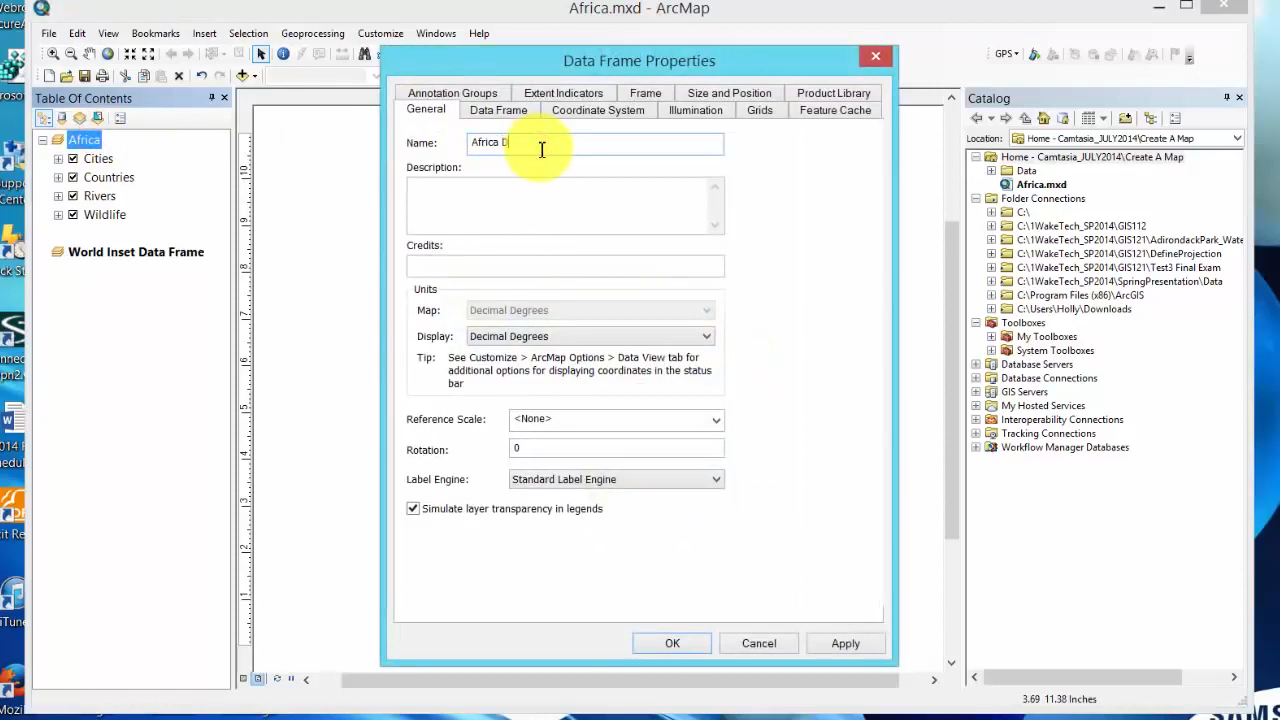 Africa.mxd - ArcMap
File Edit View Bookmarks Insert Selection Geoprocessing Customize Windows Help
GPS
Table Of Contents
Africa
Cities
Countries
Rivers
Wildlife
World Inset Data Frame
Data Frame Properties
Annotation Groups Extent Indicators Frame Size and Position Product Library
General Data Frame Coordinate System Illumination Grids Feature Cache
Name: Africa D
Description:
Credits:
Units
Map: Decimal Degrees
Display: Decimal Degrees
Tip: See Customize > ArcMap Options > Data View tab for
additional options for displaying coordinates in the status
bar
Reference Scale: <None>
Rotation: 0
Label Engine: Standard Label Engine
Simulate layer transparency in legends
OK Cancel Apply
Catalog
Location: Home - Camtasia_JULY2014\Create A Map
Home - Camtasia_JULY2014\Create A Map
Data
Africa.mxd
Folder Connections
C:\
C:\1WakeTech_SP2014\GIS112
C:\1WakeTech_SP2014\GIS121\AdirondackPark_Wate
C:\1WakeTech_SP2014\GIS121\DefineProjection
C:\1WakeTech_SP2014\GIS121\Test3 Final Exam
C:\1WakeTech_SP2014\SpringPresentation\Data
C:\Program Files (x86)\ArcGIS
C:\Users\Holly\Downloads
Toolboxes
My Toolboxes
System Toolboxes
Database Servers
Database Connections
GIS Servers
My Hosted Services
Interoperability Connections
Tracking Connections
Workflow Manager Databases
3.69 11.38 Inches